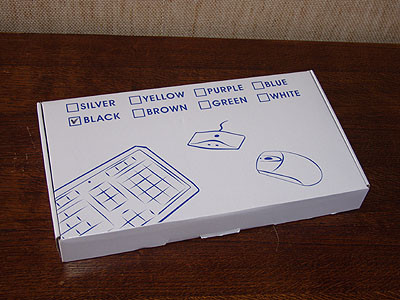 SILVER YELLOW PURPLE BLUE
BLACK BROWN GREEN WHITE